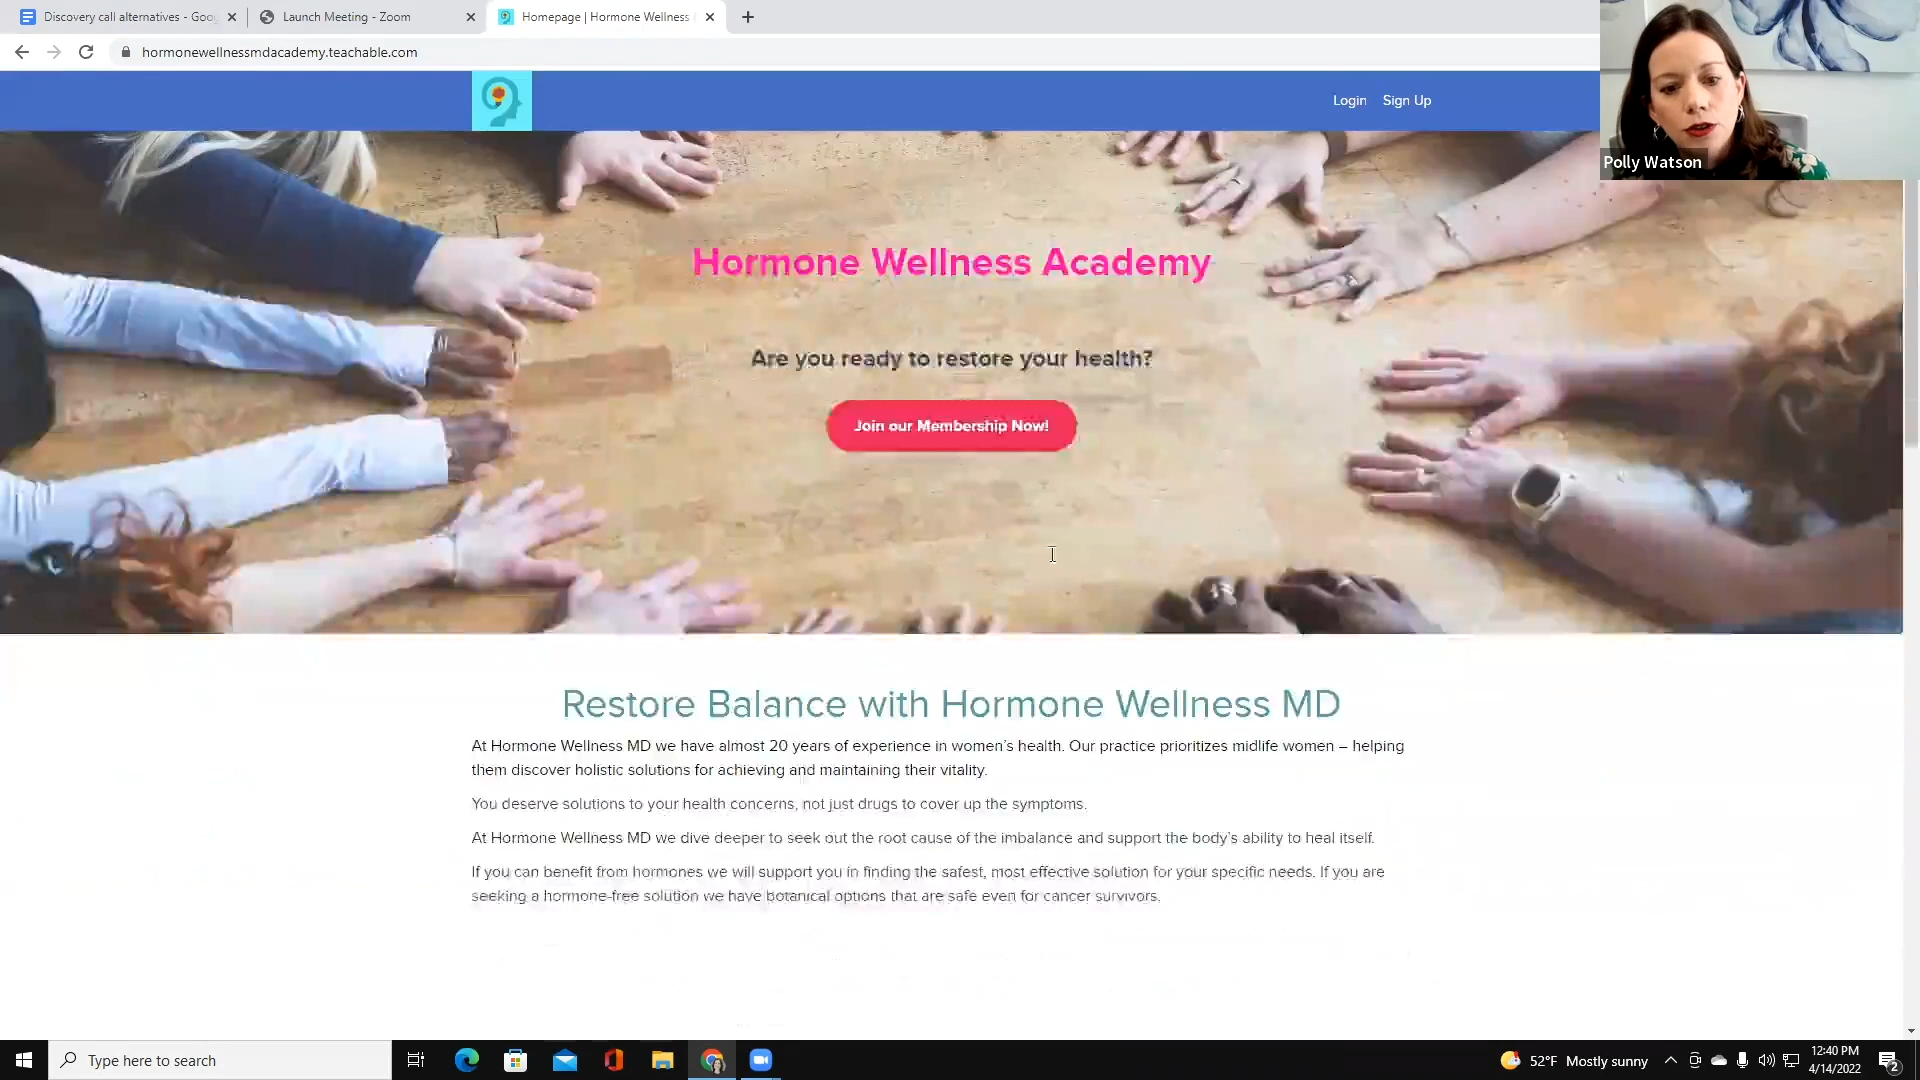 Discovery call alternatives - Goo
Launch Meeting - Zoom
Homepage | Hormone Wellness
hormonewellnessmdacademy.teachable.com
Login Sign Up
Polly Watson
Hormone Wellness Academy
Are you ready to restore your health?
Join our Membership Now!
Restore Balance with Hormone Wellness MD
At Hormone Wellness MD we have almost 20 years of experience in women's health. Our practice prioritizes midlife women – helping
them discover holistic solutions for achieving and maintaining their vitality.
You deserve solutions to your health concerns, not just drugs to cover up the symptoms.
At Hormone Wellness MD we dive deeper to seek out the root cause of the imbalance and support the body's ability to heal itself.
If you can benefit from hormones we will support you in finding the safest, most effective solution for your specific needs. If you are
seeking a hormone-free solution we have botanical options that are safe even for cancer survivors.
Type here to search
52°F Mostly sunny
12:40 PM
4/14/2022
2